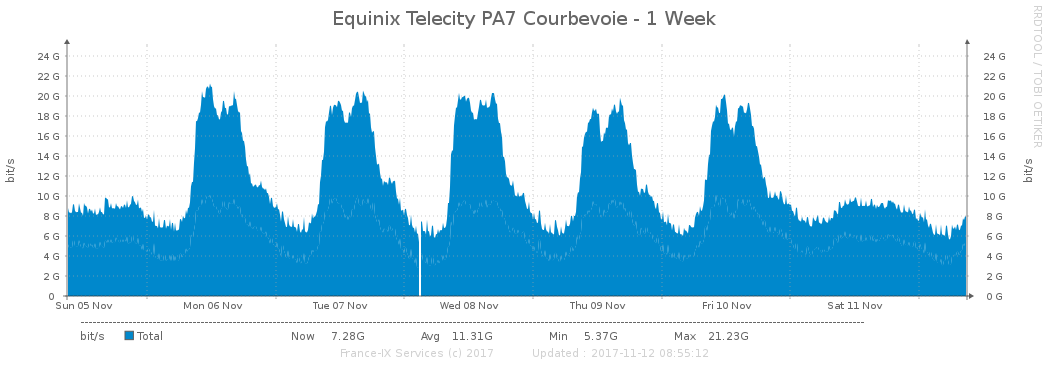 Equinix Telecity PA7 Courbevoie - 1 Week
RRDTOOL / TOBI OETIKER
bit/s
24 G 24 G
22 G 22 G
20 G 20 G
18 G 18 G
16 G 16 G
14 G 14 G
12 G 12 G
10 G 10 G
8 G 8 G
6 G 6 G
4 G 4 G
2 G 2 G
0 0 G
bit/s
Sun 05 Nov Mon 06 Nov Tue 07 Nov Wed 08 Nov Thu 09 Nov Fri 10 Nov Sat 11 Nov
bit/s Total Now 7.28G Avg 11.31G Min 5.37G Max 21.23G
France-IX Services (c) 2017 Updated : 2017-11-12 08:55:12